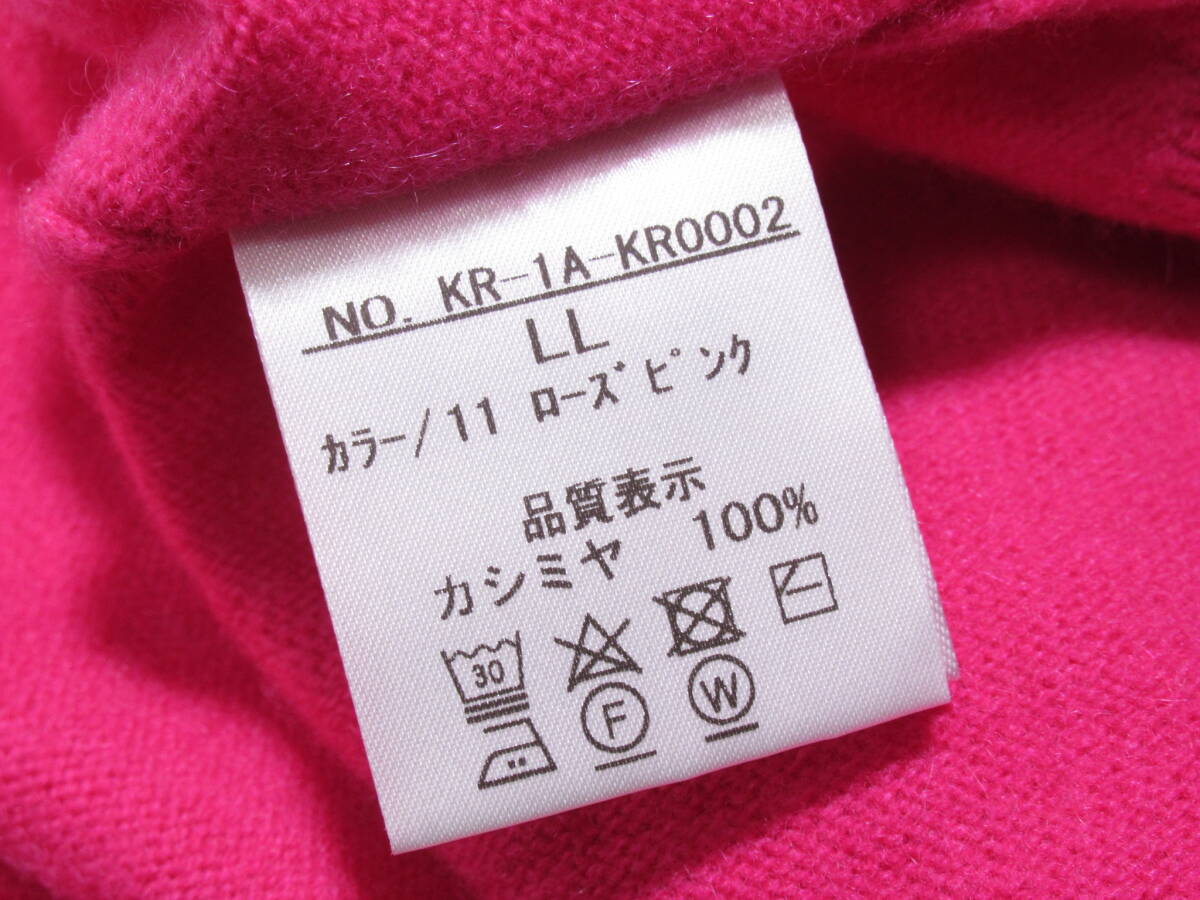 NO. KR-1A-KR0002
LL
ｶﾗｰ/11 ﾛｰｽﾞﾋﾟﾝｸ
品質表示
カシミヤ 100%
30
F W